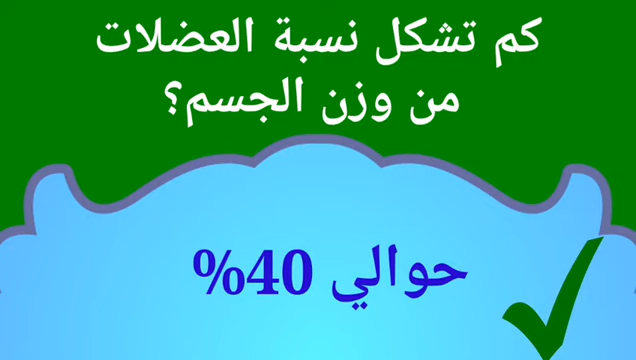 كم تشكل نسبة العضلات
من وزن الجسم؟
حوالي 40%